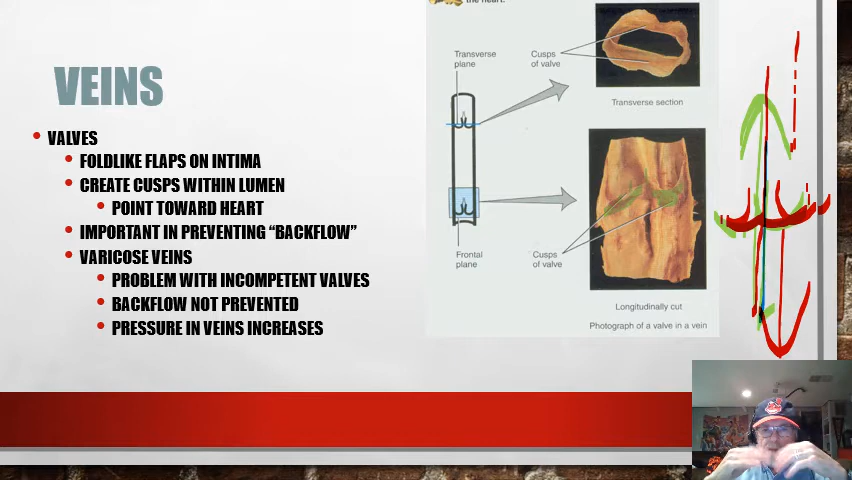 the heart.
VEINS
VALVES
FOLDLIKE FLAPS ON INTIMA
CREATE CUSPS WITHIN LUMEN
POINT TOWARD HEART
IMPORTANT IN PREVENTING “BACKFLOW”
VARICOSE VEINS
PROBLEM WITH INCOMPETENT VALVES
BACKFLOW NOT PREVENTED
PRESSURE IN VEINS INCREASES
Transverse
plane
Cusps
of valve
Transverse section
Frontal
plane
Cusps
of valve
Longitudinally cut
Photograph of a valve in a vein